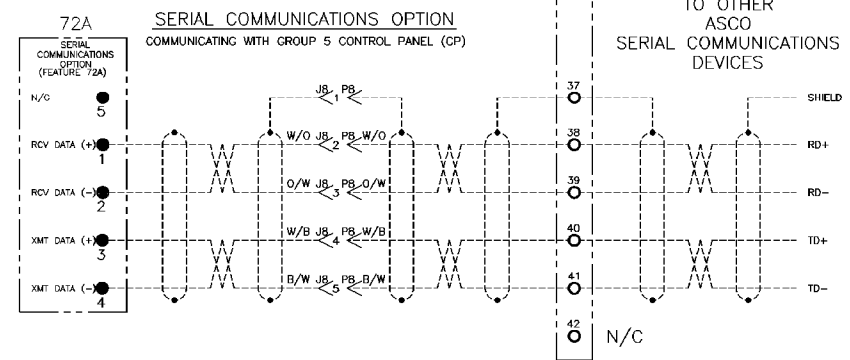 72A
SERIAL COMMUNICATIONS OPTION
COMMUNICATING WITH GROUP 5 CONTROL PANEL (CP)
TO OTHER
ASCO
SERIAL COMMUNICATIONS
DEVICES
SERIAL
COMMUNICATIONS
OPTION
(FEATURE 72A)
N/C
5
J8 P8
1
37
SHIELD
RCV DATA (+)
1
W/O J8 P8 W/O
2
38
RD+
RCV DATA (-)
2
O/W J8 P8 O/W
3
39
RD-
XMT DATA (+)
3
W/B J8 P8 W/B
4
40
TD+
XMT DATA (-)
4
B/W J8 P8 B/W
5
41
TD-
42
N/C